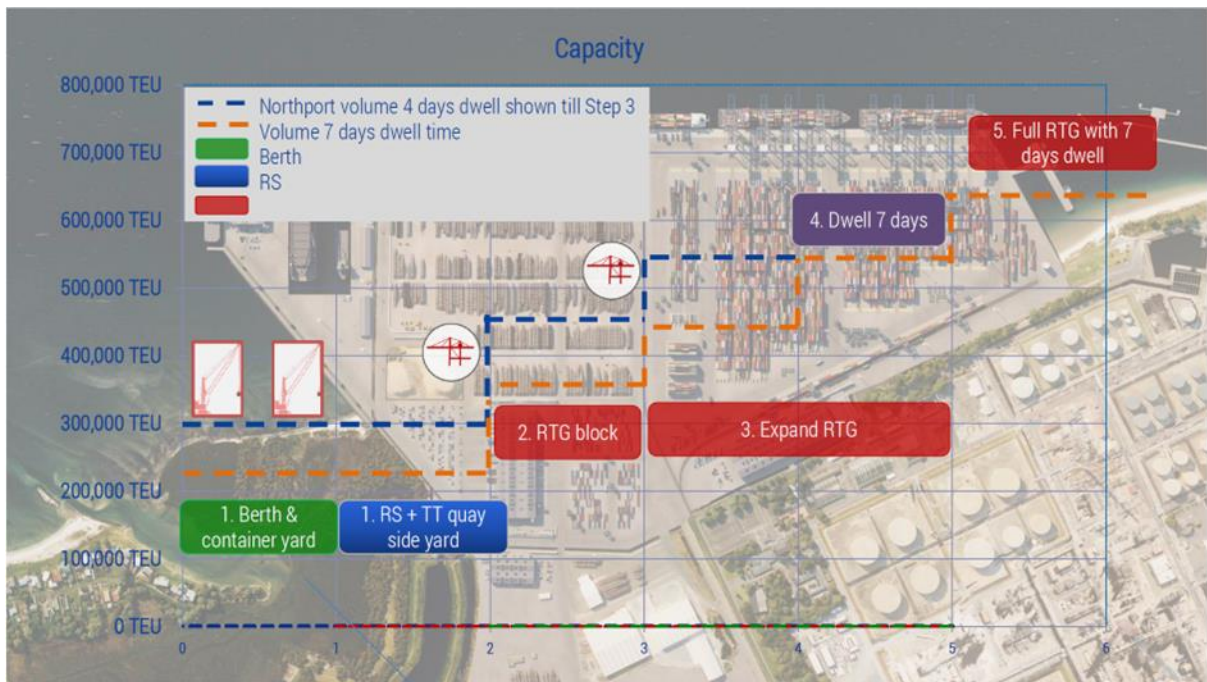 Capacity
800,000 TEU
700,000 TEU
600,000 TEU
500,000 TEU
400,000 TEU
300,000 TEU
200,000 TEU
100,000 TEU
0 TEU
Northport volume 4 days dwell shown till Step 3
Volume 7 days dwell time
Berth
RS
5. Full RTG with 7
days dwell
4. Dwell 7 days
2. RTG block
3. Expand RTG
1. Berth &
container yard
1. RS + TT quay
side yard
0
1
2
3
4
5
6